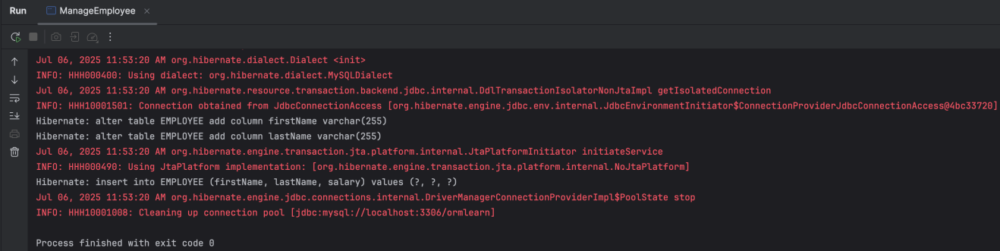 Run ManageEmployee
Jul 06, 2025 11:53:20 AM org.hibernate.dialect.Dialect <init>
INFO: HHH000400: Using dialect: org.hibernate.dialect.MySQLDialect
Jul 06, 2025 11:53:20 AM org.hibernate.resource.transaction.backend.jdbc.internal.DdlTransactionIsolatorNonJtaImpl getIsolatedConnection
INFO: HHH10001501: Connection obtained from JdbcConnectionAccess [org.hibernate.engine.jdbc.env.internal.JdbcEnvironmentInitiator$ConnectionProviderJdbcConnectionAccess@4bc33720]
Hibernate: alter table EMPLOYEE add column firstName varchar(255)
Hibernate: alter table EMPLOYEE add column lastName varchar(255)
Jul 06, 2025 11:53:20 AM org.hibernate.engine.transaction.jta.platform.internal.JtaPlatformInitiator initiateService
INFO: HHH000490: Using JtaPlatform implementation: [org.hibernate.engine.transaction.jta.platform.internal.NoJtaPlatform]
Hibernate: insert into EMPLOYEE (firstName, lastName, salary) values (?, ?, ?)
Jul 06, 2025 11:53:20 AM org.hibernate.engine.jdbc.connections.internal.DriverManagerConnectionProviderImpl$PoolState stop
INFO: HHH10001008: Cleaning up connection pool [jdbc:mysql://localhost:3306/ormlearn]
Process finished with exit code 0